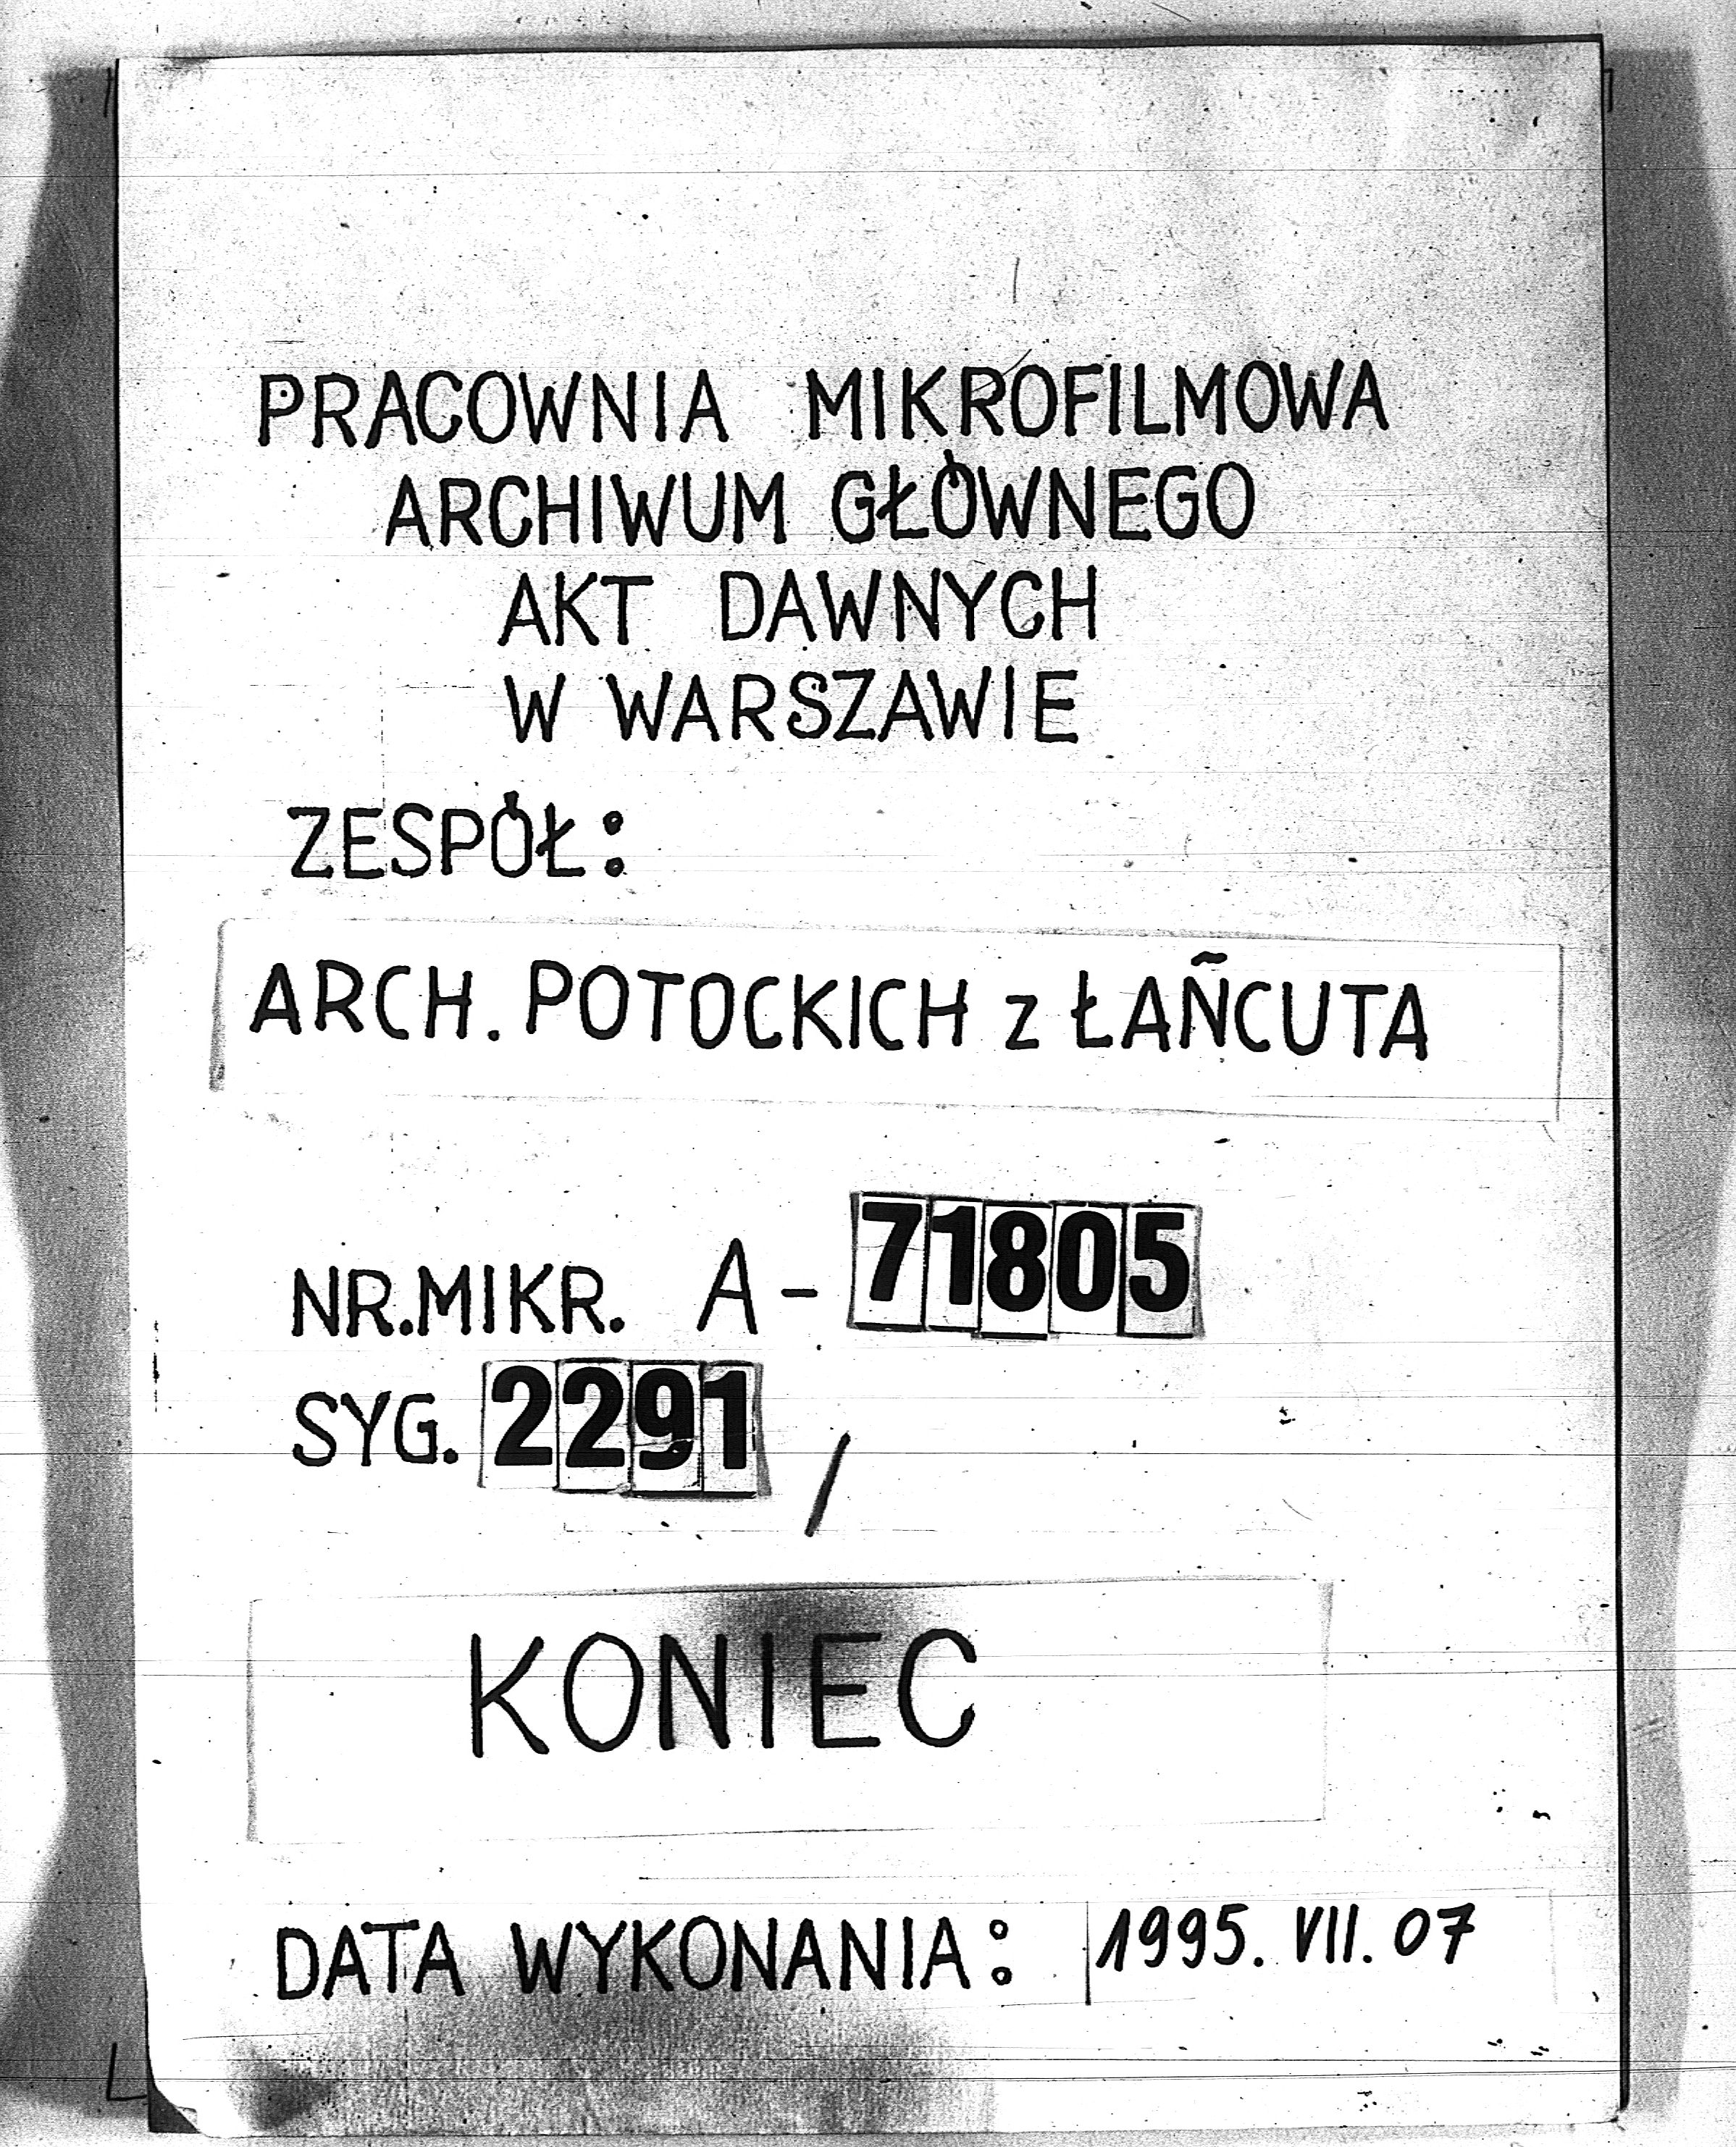 PRACOWNIA MIKROFILMOWA
ARCHIWUM GŁÓWNEGO
AKT DAWNYCH
W WARSZAWIE
ZESPÓŁ:
ARCH. POTOCKICH z ŁAÑCUTA
NR.MIKR. A-71805
SYG. 2291/
KONIEC
DATA WYKONANIA: 1995. VII. 07